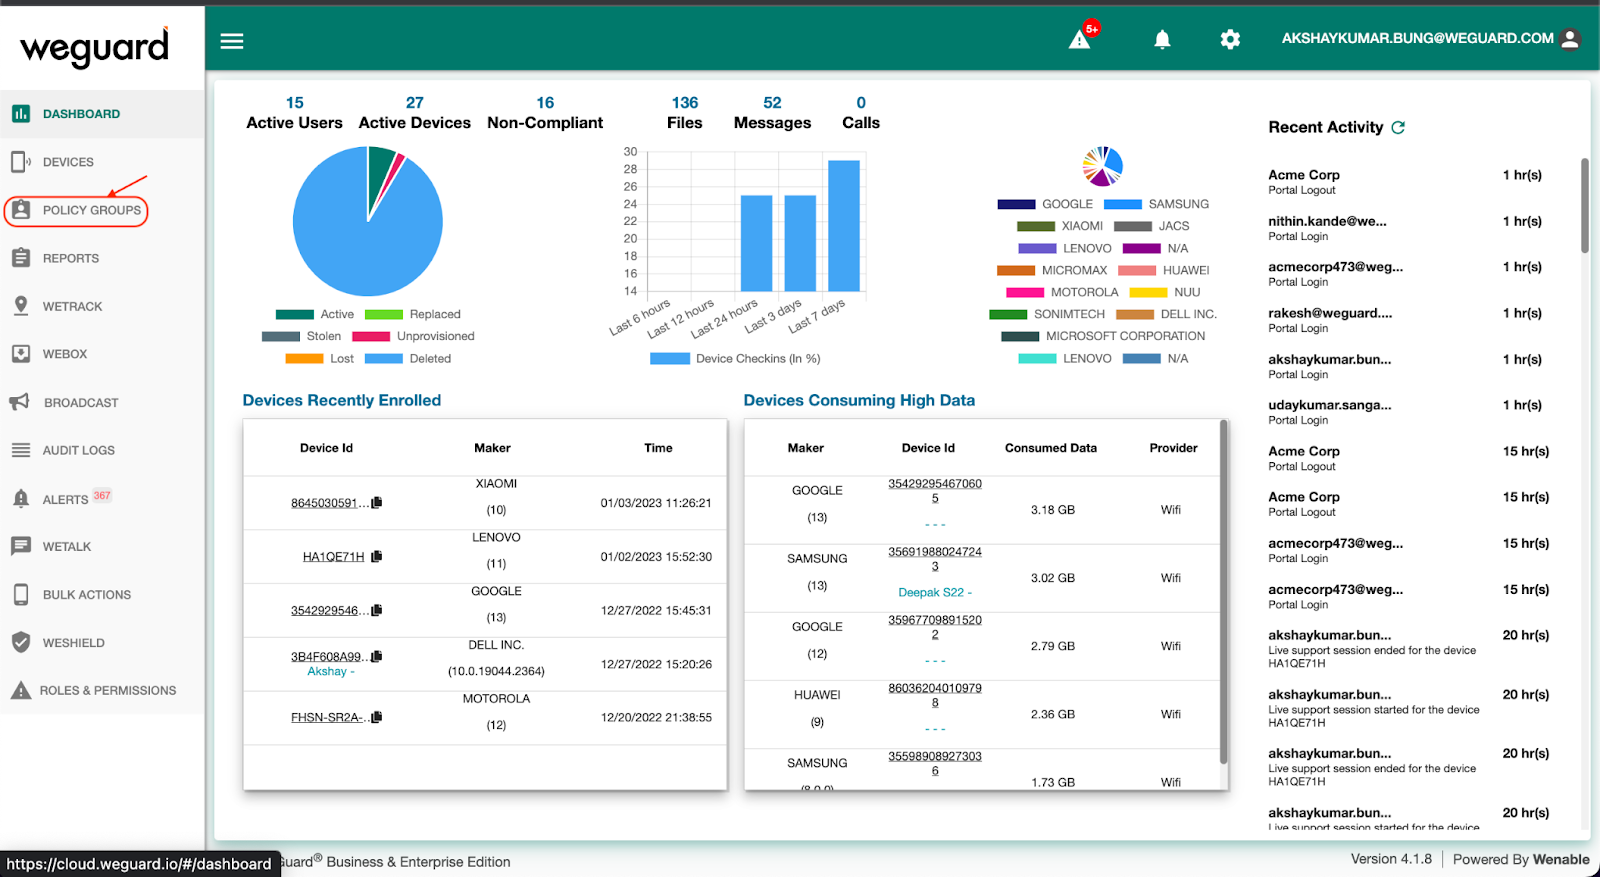 weguard
5+
AKSHAYKUMAR.BUNG@WEGUARD.COM
DASHBOARD
DEVICES
POLICY GROUPS
REPORTS
WETRACK
WEBOX
BROADCAST
AUDIT LOGS
ALERTS 367
WETALK
BULK ACTIONS
WESHIELD
ROLES & PERMISSIONS
15 27 16 136 52 0
Active Users Active Devices Non-Compliant Files Messages Calls
Active Replaced
Stolen Unprovisioned
Lost Deleted
30
28
26
24
22
20
18
16
14
Last 6 hours Last 12 hours Last 24 hours Last 3 days Last 7 days
Device Checkins (In %)
GOOGLE SAMSUNG
XIAOMI JACS
LENOVO N/A
MICROMAX HUAWEI
MOTOROLA NUU
SONIMTECH DELL INC.
MICROSOFT CORPORATION
LENOVO N/A
Devices Recently Enrolled
Device Id Maker Time
8645030591... XIAOMI (10) 01/03/2023 11:26:21
HA1QE71H LENOVO (11) 01/02/2023 15:52:30
3542929546... GOOGLE (13) 12/27/2022 15:45:31
3B4F608A99... DELL INC. (10.0.19044.2364) 12/27/2022 15:20:26
Akshay -
FHSN-SR2A-... MOTOROLA (12) 12/20/2022 21:38:55
Devices Consuming High Data
Maker Device Id Consumed Data Provider
GOOGLE (13) 354292954670605 - - - 3.18 GB Wifi
SAMSUNG (13) 356919880247243 Deepak S22 - 3.02 GB Wifi
GOOGLE (12) 359677098915202 - - - 2.79 GB Wifi
HUAWEI (9) 860362040109798 - - - 2.36 GB Wifi
SAMSUNG (8.0.0) 355989089273036 1.73 GB Wifi
Recent Activity
Acme Corp 1 hr(s)
Portal Logout
nithin.kande@we... 1 hr(s)
Portal Login
acmecorp473@weg... 1 hr(s)
Portal Login
rakesh@weguard.... 1 hr(s)
Portal Login
akshaykumar.bun... 1 hr(s)
Portal Login
udaykumar.sanga... 1 hr(s)
Portal Login
Acme Corp 15 hr(s)
Portal Logout
Acme Corp 15 hr(s)
Portal Logout
acmecorp473@weg... 15 hr(s)
Portal Login
acmecorp473@weg... 15 hr(s)
Portal Login
akshaykumar.bun... 20 hr(s)
Live support session ended for the device
HA1QE71H
akshaykumar.bun... 20 hr(s)
Live support session started for the device
HA1QE71H
akshaykumar.bun... 20 hr(s)
Live support session ended for the device
HA1QE71H
akshaykumar.bun... 20 hr(s)
Live support session started for the device
https://cloud.weguard.io/#/dashboard
Guard® Business & Enterprise Edition
Version 4.1.8 | Powered By Wenable